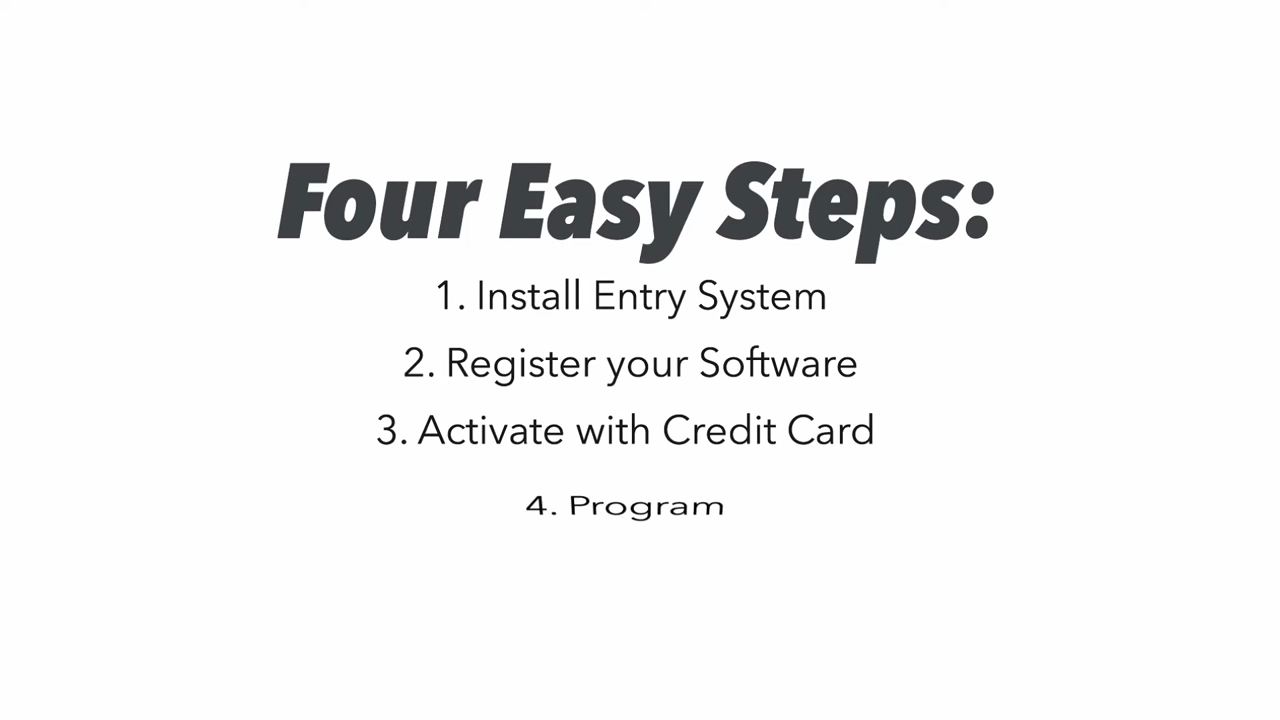 Four Easy Steps:
1. Install Entry System
2. Register your Software
3. Activate with Credit Card
4. Program